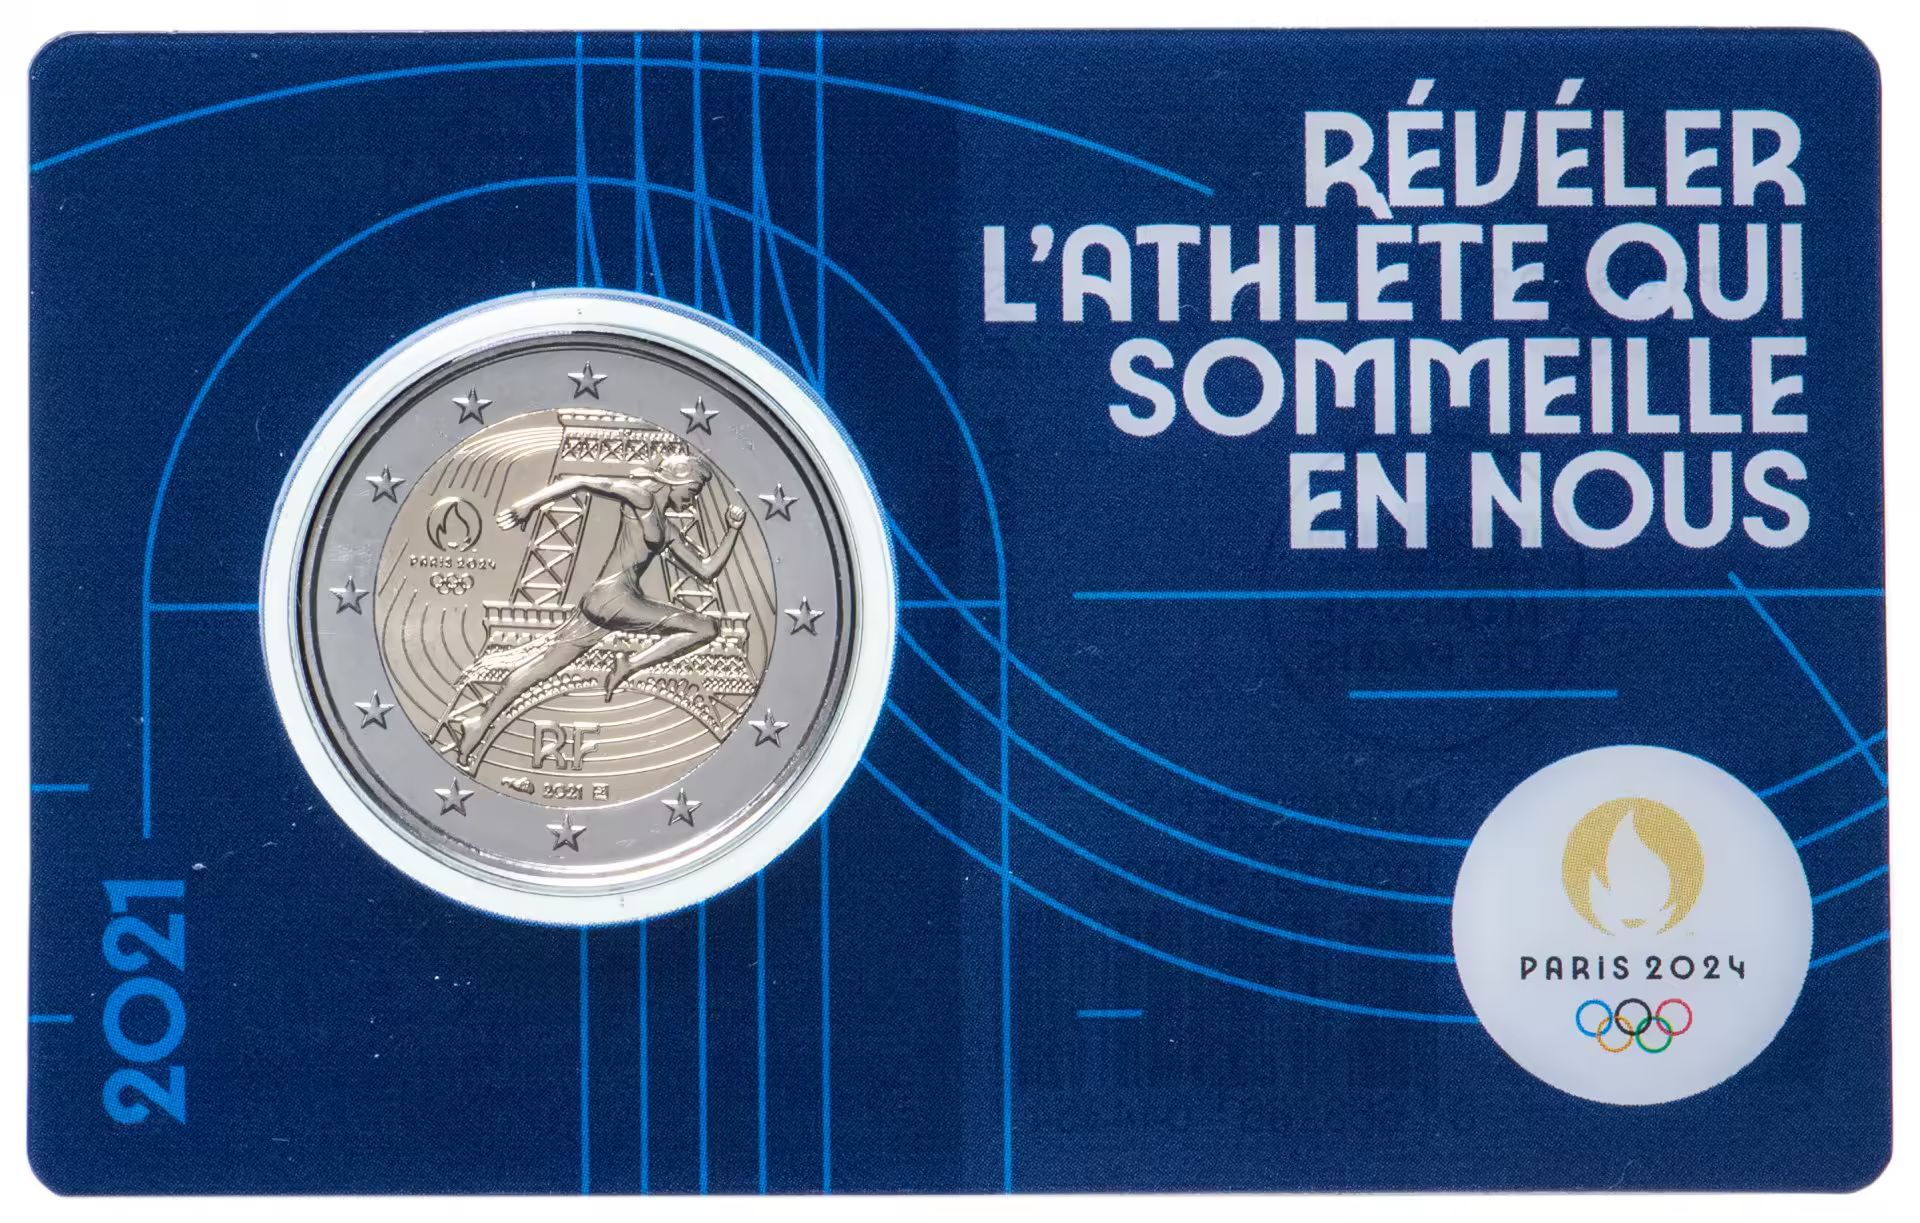 RÉVÉLER
L'ATHLÈTE QUI
SOMMEILLE
EN NOUS
PARIS 2024
RF
2021
2021
PARIS 2024